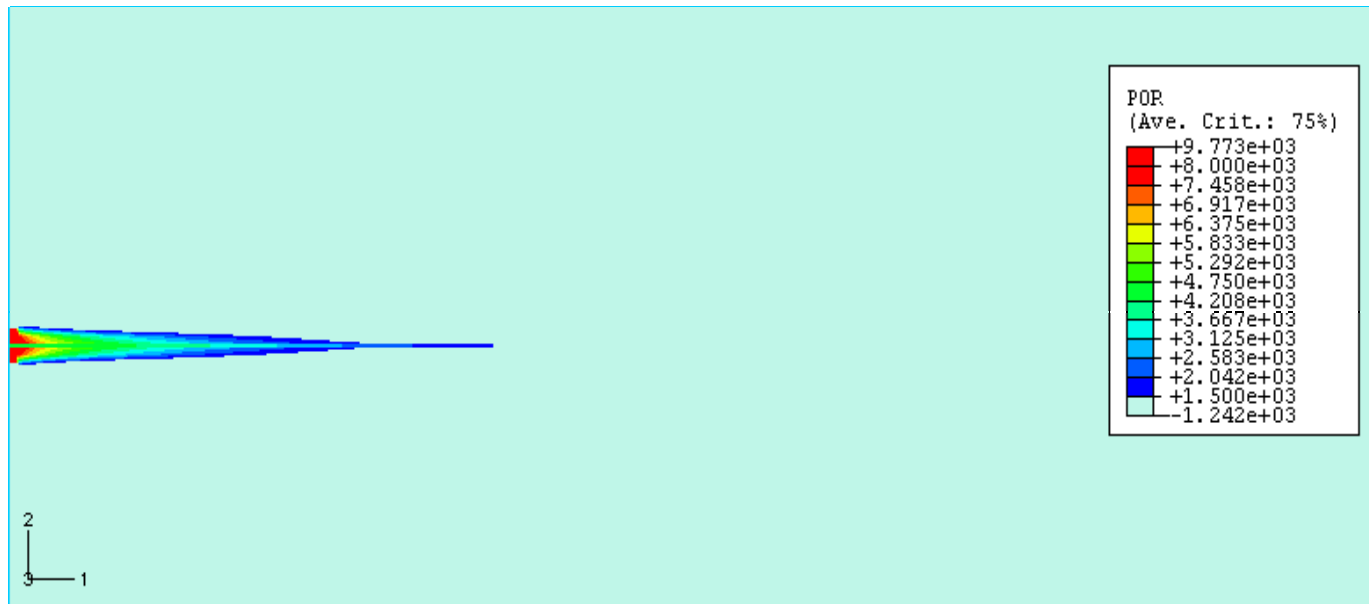 POR
(Ave. Crit.: 75%)
+9.773e+03
+8.000e+03
+7.458e+03
+6.917e+03
+6.375e+03
+5.833e+03
+5.292e+03
+4.750e+03
+4.208e+03
+3.667e+03
+3.125e+03
+2.583e+03
+2.042e+03
+1.500e+03
-1.242e+03
2
3
1